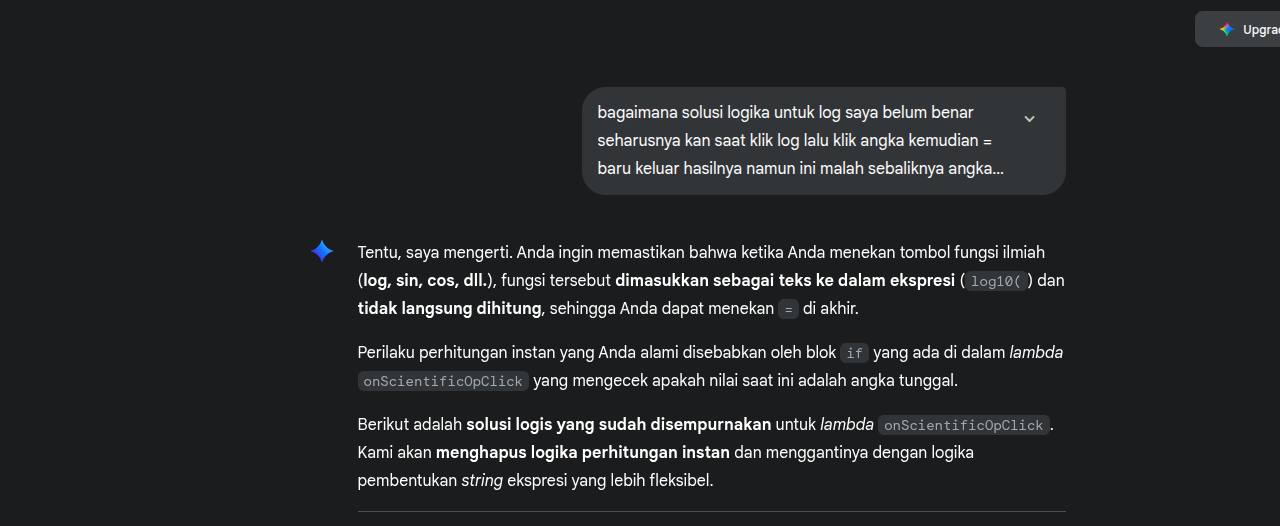 Upgra
bagaimana solusi logika untuk log saya belum benar
seharusnya kan saat klik log lalu klik angka kemudian =
baru keluar hasilnya namun ini malah sebaliknya angka...
Tentu, saya mengerti. Anda ingin memastikan bahwa ketika Anda menekan tombol fungsi ilmiah
(log, sin, cos, dll.), fungsi tersebut dimasukkan sebagai teks ke dalam ekspresi (log10() dan
tidak langsung dihitung, sehingga Anda dapat menekan = di akhir.
Perilaku perhitungan instan yang Anda alami disebabkan oleh blok if yang ada di dalam lambda
onScientificOpClick yang mengecek apakah nilai saat ini adalah angka tunggal.
Berikut adalah solusi logis yang sudah disempurnakan untuk lambda onScientificOpClick.
Kami akan menghapus logika perhitungan instan dan menggantinya dengan logika
pembentukan string ekspresi yang lebih fleksibel.